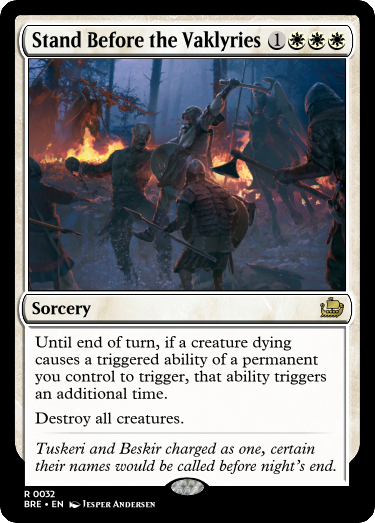 Stand Before the Vaklyries 1
Sorcery
Until end of turn, if a creature dying
causes a triggered ability of a permanent
you control to trigger, that ability triggers
an additional time.
Destroy all creatures.
Tuskeri and Beskir charged as one, certain
their names would be called before night's end.
R 0032
BRE • EN Jesper Andersen